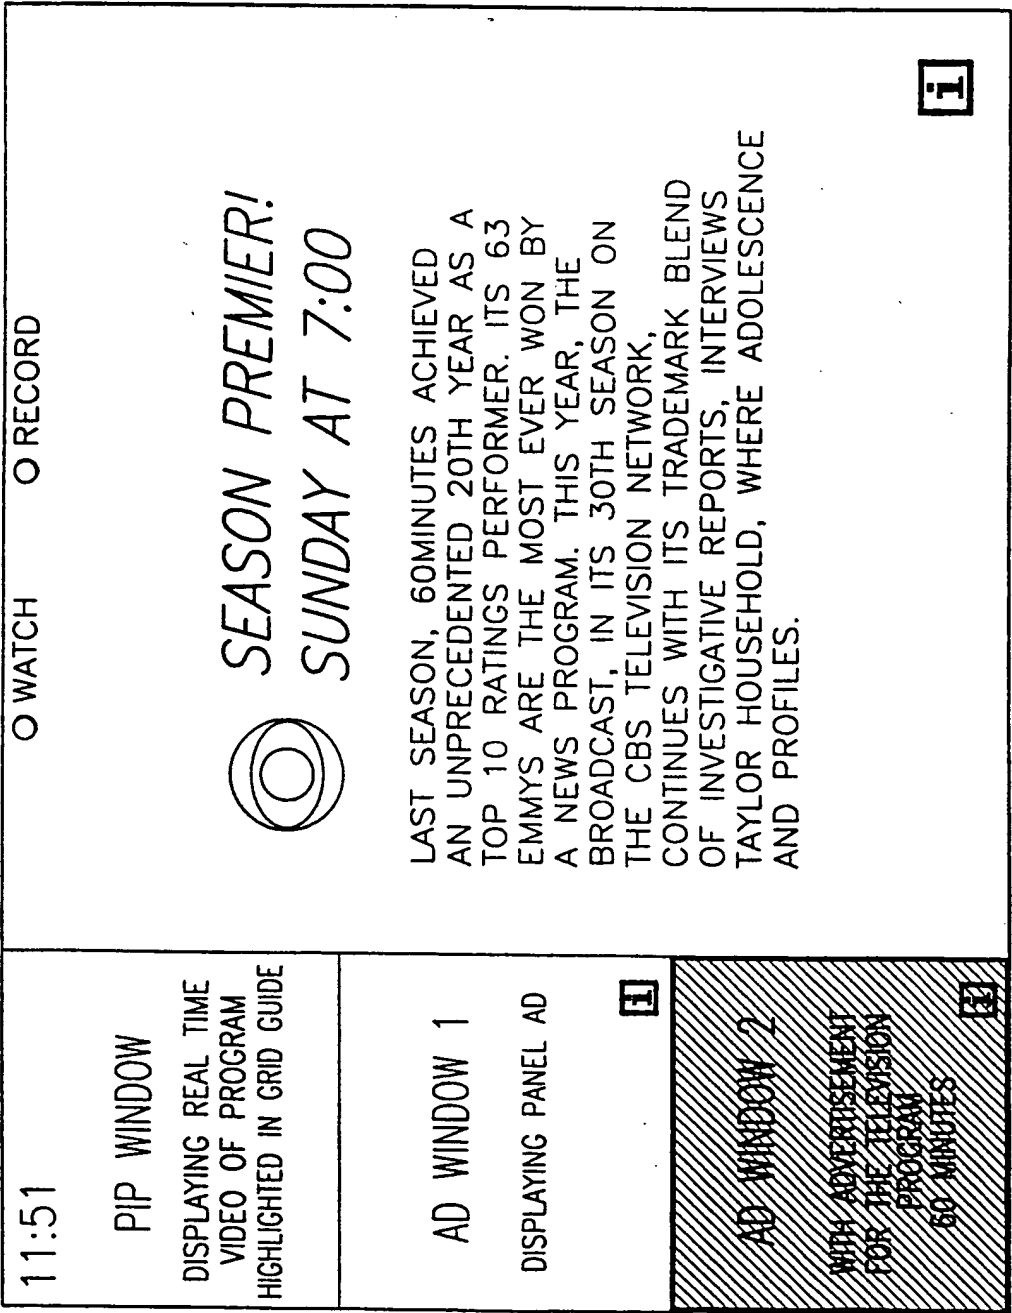 11:51
PIP WINDOW
DISPLAYING REAL TIME
VIDEO OF PROGRAM
HIGHLIGHTED IN GRID GUIDE
AD WINDOW 1
DISPLAYING PANEL AD
i
AD WINDOW 2
WITH ADVERTISEMENT
FOR THE TELEVISION
PROGRAM
60 MINUTES
i
O WATCH O RECORD
SEASON PREMIER!
SUNDAY AT 7:00
LAST SEASON, 60MINUTES ACHIEVED
AN UNPRECEDENTED 20TH YEAR AS A
TOP 10 RATINGS PERFORMER. ITS 63
EMMYS ARE THE MOST EVER WON BY
A NEWS PROGRAM. THIS YEAR, THE
BROADCAST, IN ITS 30TH SEASON ON
THE CBS TELEVISION NETWORK,
CONTINUES WITH ITS TRADEMARK BLEND
OF INVESTIGATIVE REPORTS, INTERVIEWS
TAYLOR HOUSEHOLD, WHERE ADOLESCENCE
AND PROFILES.
i